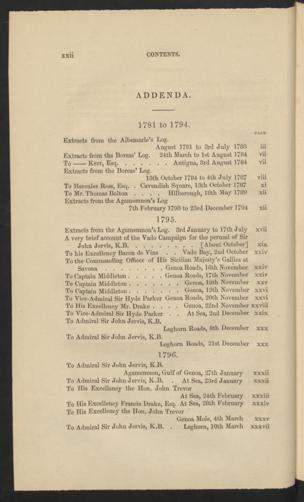 xxii CONTENTS.
ADDENDA.
1781 to 1794.
PAGE
Extracts from the Albemarle's Log.
August 1781 to 3rd July 1783 iii
Extracts from the Boreas' Log. 24th March to 1st August 1784 vii
To —— Kerr, Esq. . . . . . . Antigua, 3rd August 1784 vii
Extracts from the Boreas' Log.
13th October 1784 to 4th July 1787 viii
To Hercules Ross, Esq. . Cavendish Square, 13th October 1787 xi
To Mr. Thomas Bolton . . . . Hilborough, 10th May 1789 xii
Extracts from the Agamemnon's Log
7th February 1793 to 23rd December 1794 xii
1795.
Extracts from the Agamemnon's Log. 3rd January to 17th July xvii
A very brief account of the Vado Campaign for the perusal of Sir
John Jervis, K.B. . . . . . . . . . [About October] xix
To his Excellency Baron de Vins . . Vado Bay, 2nd October xxiv
To the Commanding Officer of His Sicilian Majesty's Gallies at
Savona . . . . . . . . Genoa Roads, 16th November xxiv
To Captain Middleton . . . . . Genoa Roads, 17th November xxiv
To Captain Middleton . . . . . . . Genoa, 18th November xxv
To Captain Middleton . . . . . . . Genoa, 19th November xxvi
To Vice-Admiral Sir Hyde Parker Genoa Roads, 20th November xxvi
To His Excellency Mr. Drake . . . . Genoa, 22nd November xxviii
To Vice-Admiral Sir Hyde Parker . . At Sea, 2nd December xxix
To Admiral Sir John Jervis, K.B.
Leghorn Roads, 8th December xxx
To Admiral Sir John Jervis, K.B.
Leghorn Roads, 21st December xxx
1796.
To Admiral Sir John Jervis, K.B.
Agamemnon, Gulf of Genoa, 27th January xxxii
To Admiral Sir John Jervis, K.B. . At Sea, 23rd January xxxii
To His Excellency the Hon. John Trevor
At Sea, 24th February xxxiii
To His Excellency Francis Drake, Esq. At Sea, 26th February xxxiv
To His Excellency the Hon. John Trevor
Genoa Mole, 4th March xxxv
To Admiral Sir John Jervis, K.B. . Leghorn, 10th March xxxvii